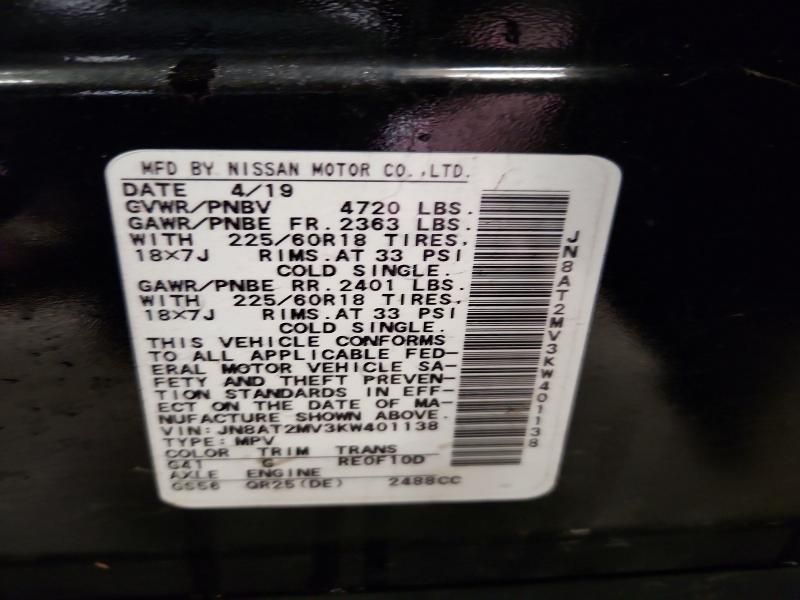 MFD BY NISSAN MOTOR CO.,LTD.
DATE 4/19
GVWR/PNBV 4720 LBS.
GAWR/PNBE FR. 2363 LBS.
WITH 225/60R18 TIRES,
18×7J RIMS.AT 33 PSI
COLD SINGLE.
GAWR/PNBE RR. 2401 LBS.
WITH 225/60R18 TIRES,
18×7J RIMS.AT 33 PSI
COLD SINGLE.
THIS VEHICLE CONFORMS
TO ALL APPLICABLE FED-
ERAL MOTOR VEHICLE SA-
FETY AND THEFT PREVEN-
TION STANDARDS IN EFF-
ECT ON THE DATE OF MA-
NUFACTURE SHOWN ABOVE.
VIN: JN8AT2MV3KW401138
TYPE: MPV
COLOR TRIM TRANS
G41 G RE0F10D
AXLE ENGINE
GS56 QR25(DE) 2488CC
JN8AT2MV3KW401138